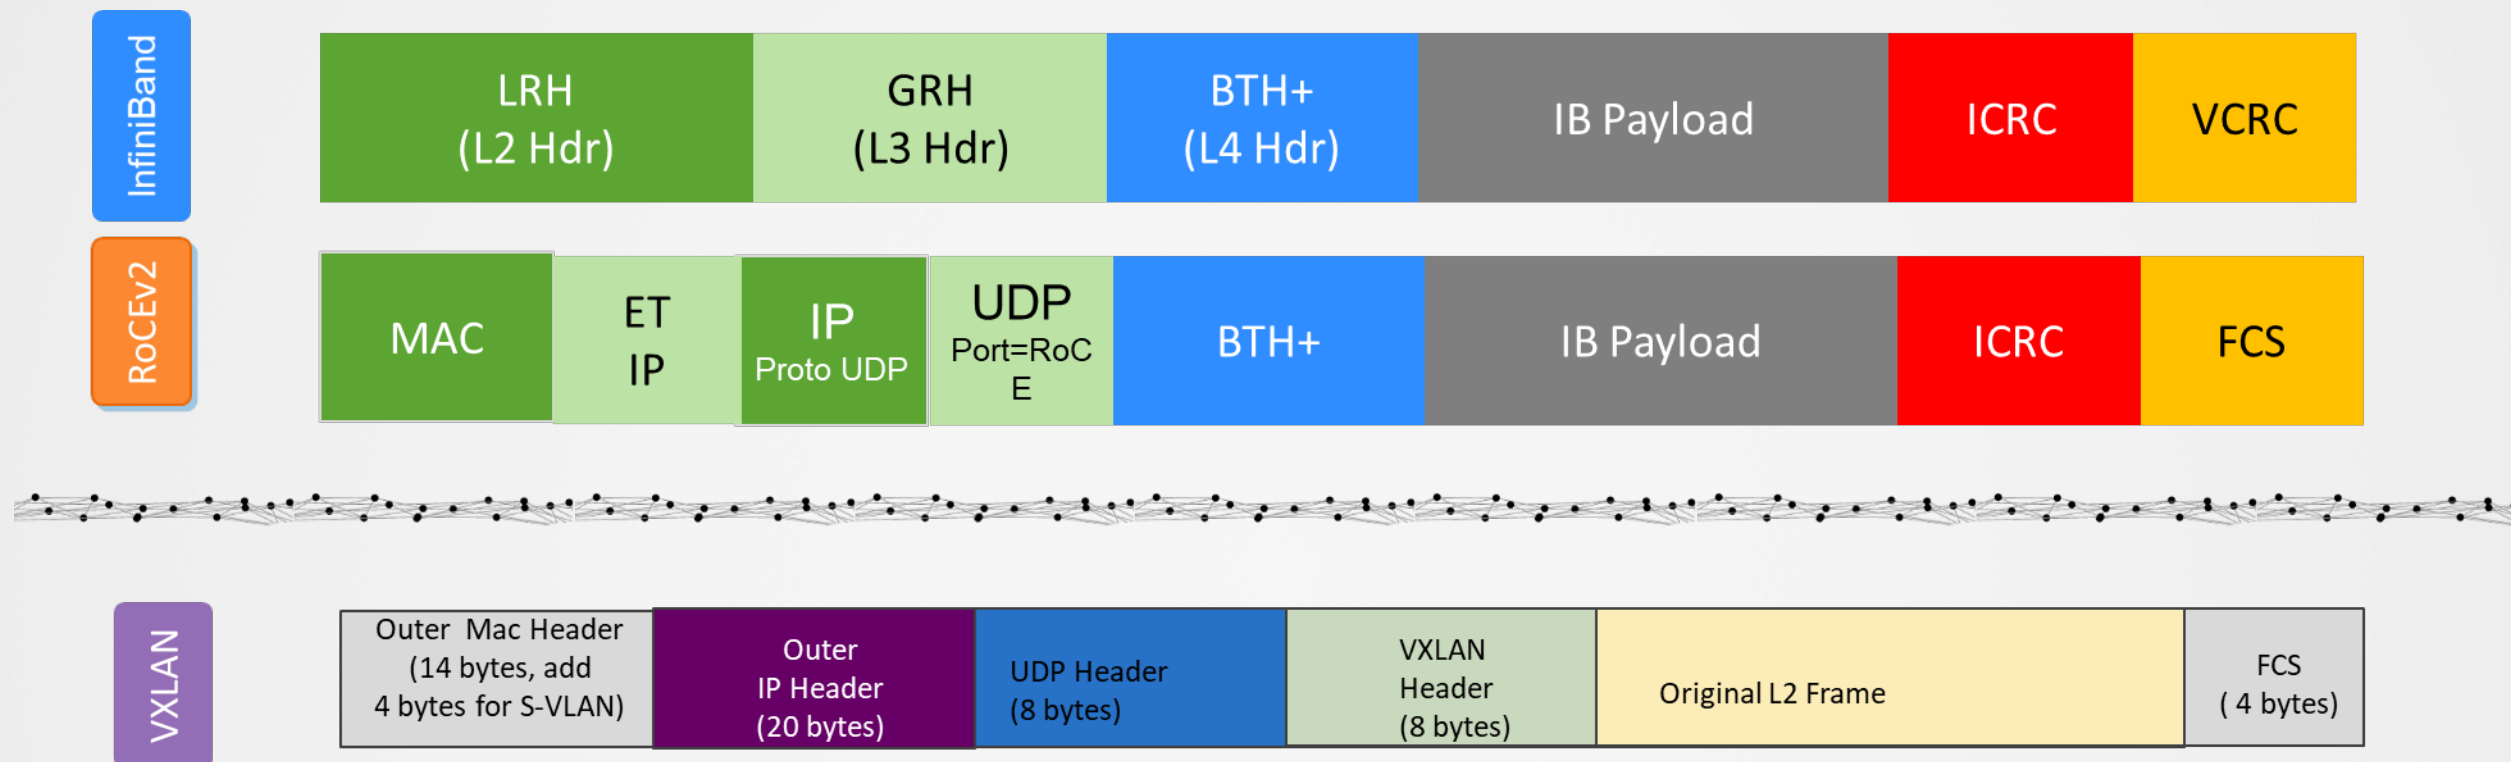 InfiniBand
LRH
(L2 Hdr)
GRH
(L3 Hdr)
BTH+
(L4 Hdr)
IB Payload
ICRC
VCRC
RoCEv2
MAC
ET
IP
IP
Proto UDP
UDP
Port=RoC
E
BTH+
IB Payload
ICRC
FCS
VXLAN
Outer Mac Header
(14 bytes, add
4 bytes for S-VLAN)
Outer
IP Header
(20 bytes)
UDP Header
(8 bytes)
VXLAN
Header
(8 bytes)
Original L2 Frame
FCS
( 4 bytes)